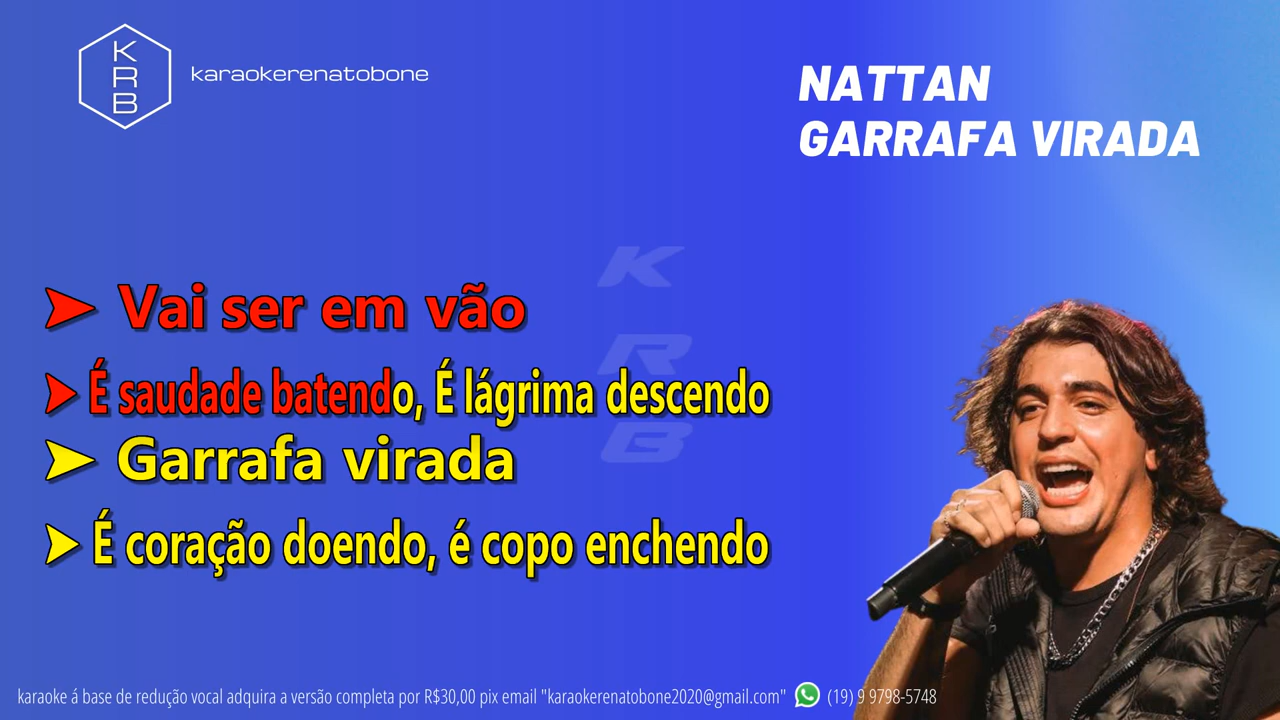 KRB
karaokerenatobone
NATTAN
GARRAFA VIRADA
KRB
➤ Vai ser em vão
➤ É saudade batendo, É lágrima descendo
➤ Garrafa virada
➤ É coração doendo, é copo enchendo
karaoke á base de redução vocal adquira a versão completa por R$30,00 pix email "karaokerenatobone2020@gmail.com" (19) 9 9798-5748